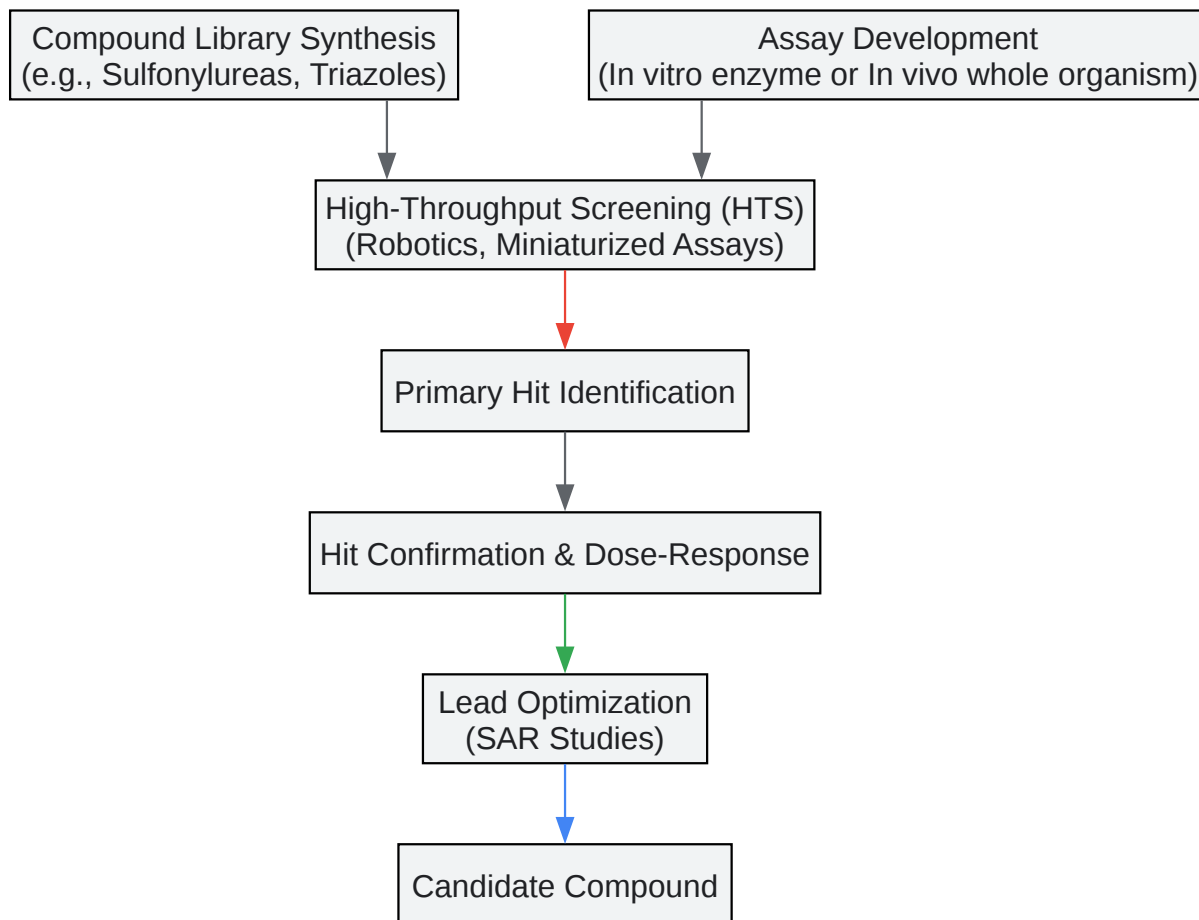 Compound Library Synthesis
(e.g., Sulfonylureas, Triazoles)
Assay Development
(In vitro enzyme or In vivo whole organism)
High-Throughput Screening (HTS)
(Robotics, Miniaturized Assays)
Primary Hit Identification
Hit Confirmation & Dose-Response
Lead Optimization
(SAR Studies)
Candidate Compound